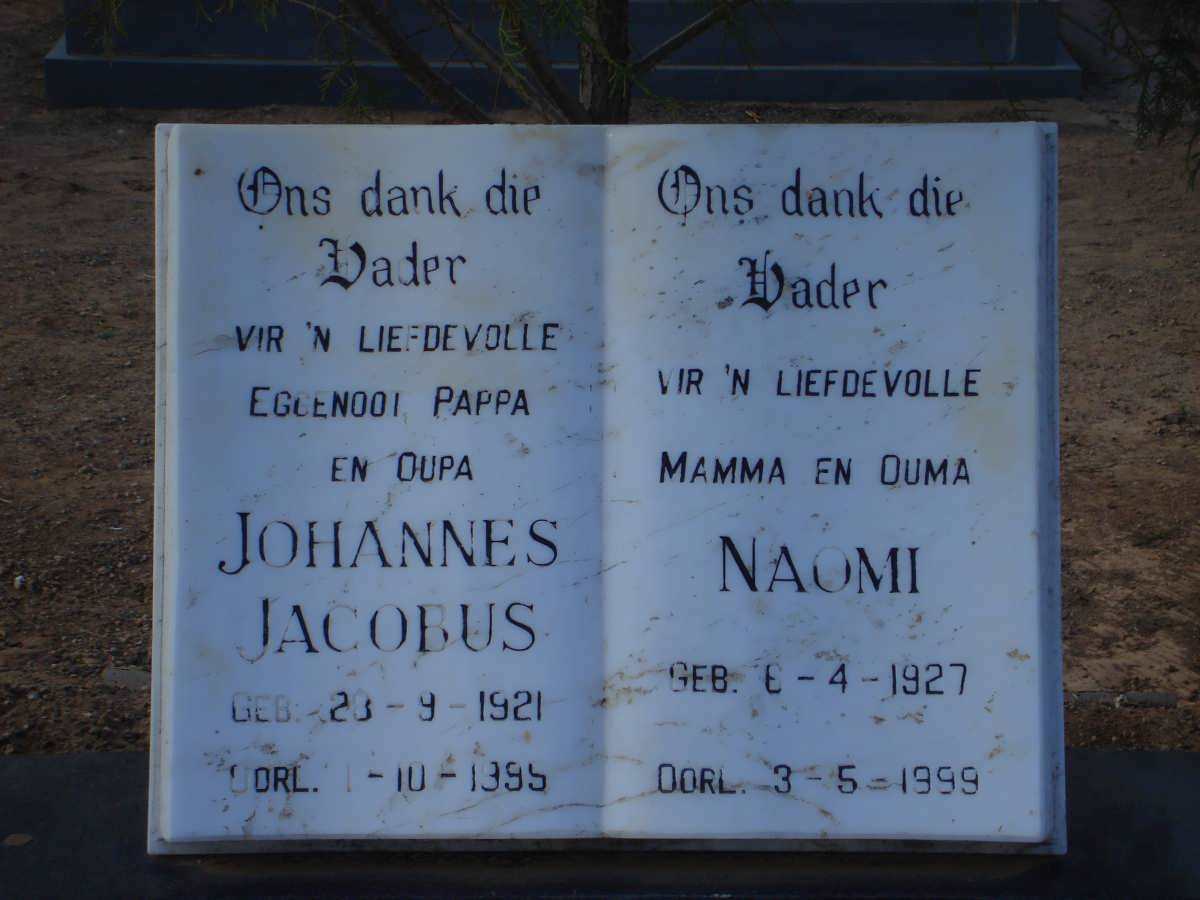 Ons dank die
Vader
VIR 'N LIEFDEVOLLE
EGGENOOT PAPPA
EN OUPA
JOHANNES
JACOBUS
GEB. 28-9-1921
OORL. 1-10-1995
Ons dank die
Vader
VIR 'N LIEFDEVOLLE
MAMMA EN OUMA
NAOMI
GEB. 6-4-1927
OORL. 3-5-1999